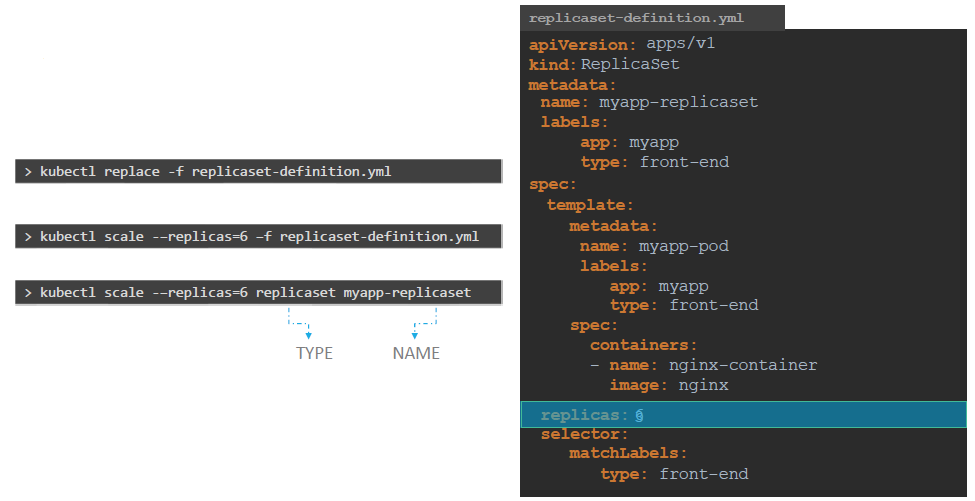 > kubectl replace -f replicaset-definition.yml
> kubectl scale --replicas=6 -f replicaset-definition.yml
> kubectl scale --replicas=6 replicaset myapp-replicaset
TYPE NAME
replicaset-definition.yml
apiVersion: apps/v1
kind: ReplicaSet
metadata:
  name: myapp-replicaset
  labels:
      app: myapp
      type: front-end
spec:
  template:
    metadata:
      name: myapp-pod
      labels:
        app: myapp
        type: front-end
    spec:
      containers:
      - name: nginx-container
        image: nginx
  replicas:
  selector:
    matchLabels:
       type: front-end